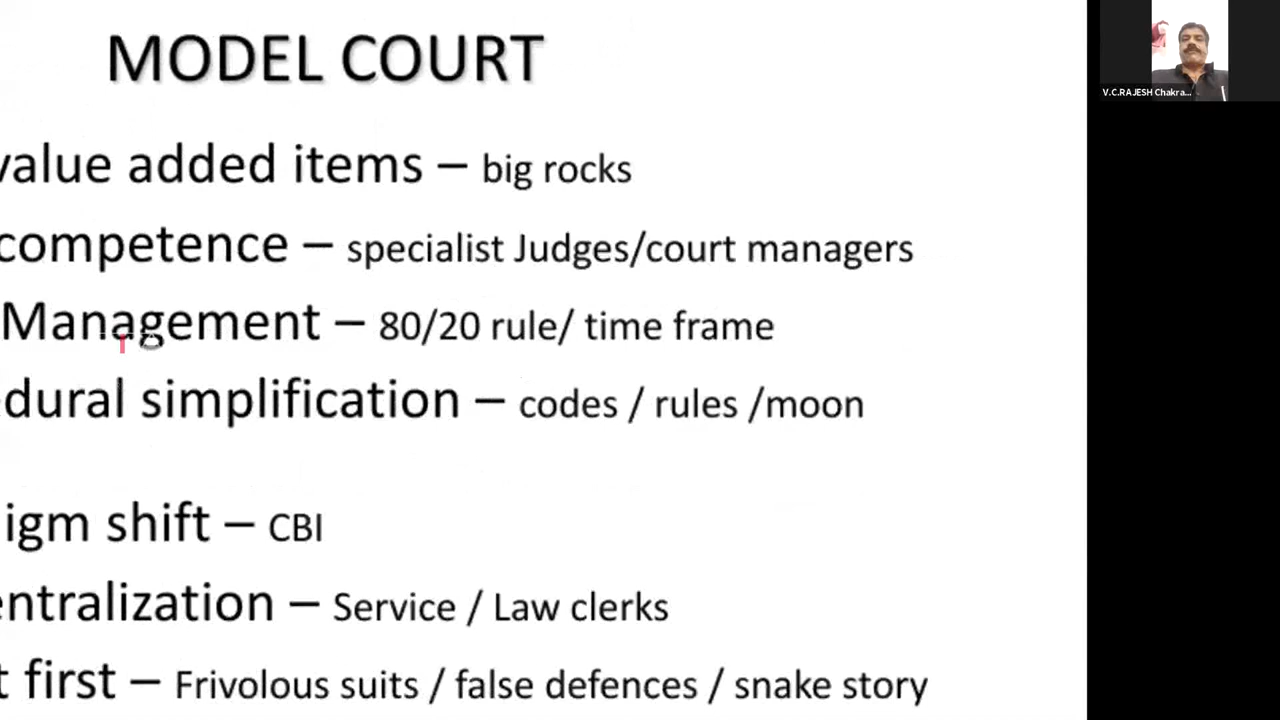 MODEL COURT
V.C.RAJESH Chakra...
value added items – big rocks
competence – specialist Judges/court managers
Management – 80/20 rule/ time frame
dural simplification – codes / rules /moon
igm shift – CBI
entralization – Service / Law clerks
t first – Frivolous suits / false defences / snake story